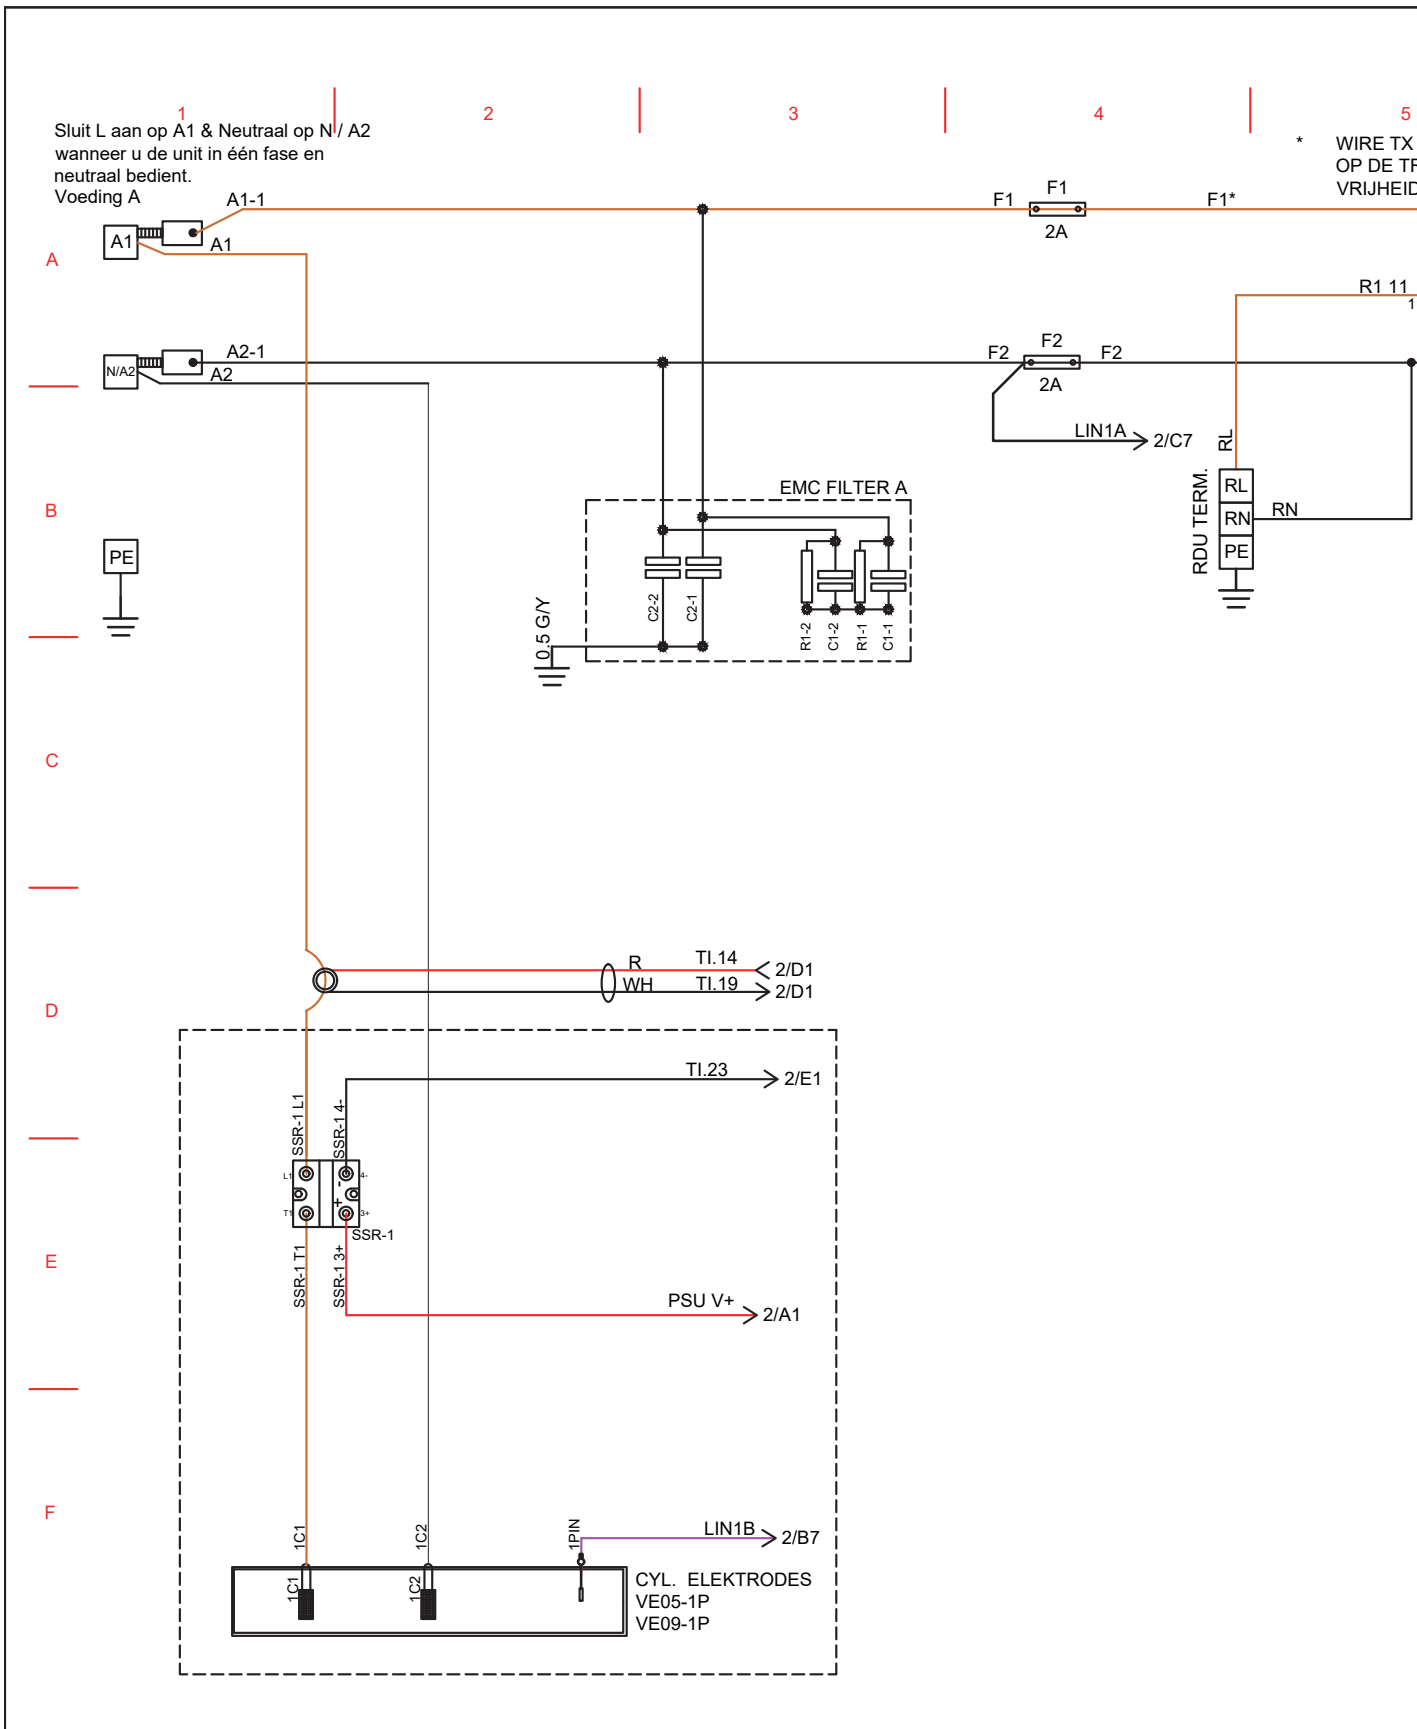 1
2
3
4
5
Sluit L aan op A1 & Neutraal op N / A2
wanneer u de unit in één fase en
neutraal bedient.
Voeding A
* WIRE TX
OP DE TR
VRIJHEID
A1-1
F1
F1
F1*
2A
A
A1
A1
R1 11
1
N/A2
A2-1
A2
F2
F2
F2
2A
LIN1A
2/C7
RL
B
EMC FILTER A
RDU TERM.
RL
RN
RN
PE
PE
C2-2
C2-1
R1-2
C1-2
R1-1
C1-1
0.5 G/Y
C
D
R
TI.14
2/D1
WH
TI.19
2/D1
TI.23
2/E1
SSR-1 L1
SSR-1 4-
L1
4-
-
+
T1
3+
SSR-1
E
SSR-1 T1
SSR-1 3+
PSU V+
2/A1
F
1C1
1C2
1PIN
LIN1B
2/B7
1C1
1C2
CYL. ELEKTRODES
VE05-1P
VE09-1P